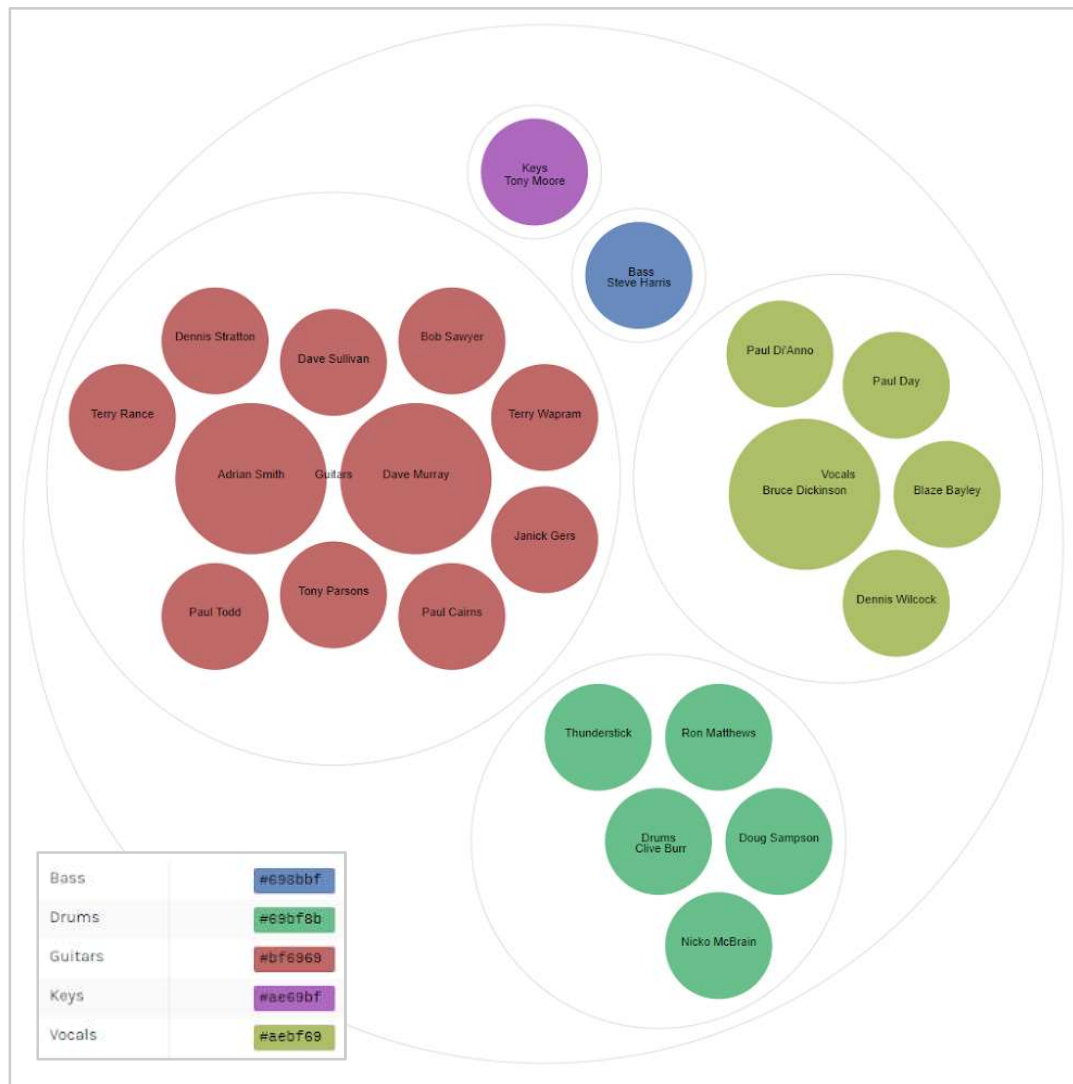 Keys
Tony Moore
Bass
Steve Harris
Dennis Stratton
Dave Sullivan
Bob Sawyer
Terry Rance
Terry Wapram
Adrian Smith
Guitars
Dave Murray
Janick Gers
Paul Todd
Tony Parsons
Paul Cairns
Paul Di'Anno
Paul Day
Vocals
Bruce Dickinson
Blaze Bayley
Dennis Wilcock
Thunderstick
Ron Matthews
Drums
Clive Burr
Doug Sampson
Nicko McBrain
Bass #698bbf
Drums #69bf8b
Guitars #bf6969
Keys #ae69bf
Vocals #aebf69